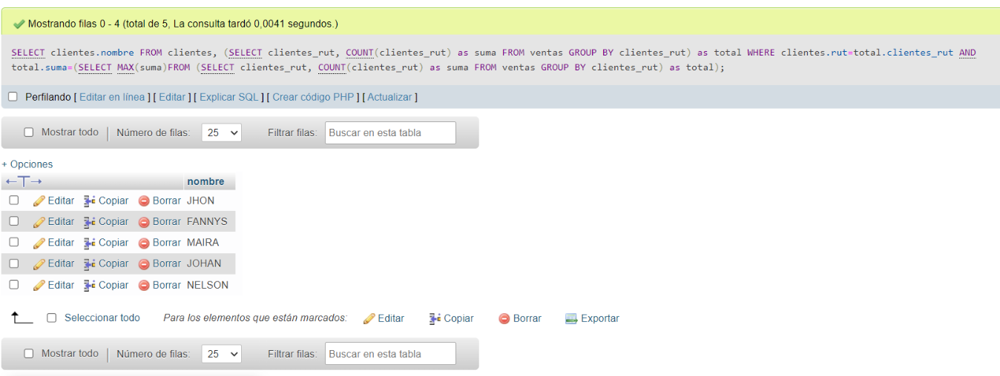 Mostrando filas 0 - 4 (total de 5, La consulta tardó 0,0041 segundos.)
SELECT clientes.nombre FROM clientes, (SELECT clientes_rut, COUNT(clientes_rut) as suma FROM ventas GROUP BY clientes_rut) as total WHERE clientes.rut=total.clientes_rut AND
total.suma=(SELECT MAX(suma)FROM (SELECT clientes_rut, COUNT(clientes_rut) as suma FROM ventas GROUP BY clientes_rut) as total);
Perfilando [ Editar en línea ] [ Editar ] [ Explicar SQL ] [ Crear código PHP ] [ Actualizar ]
Mostrar todo | Número de filas: 25 Filtrar filas: Buscar en esta tabla
+ Opciones
←T→ nombre
Editar Copiar Borrar JHON
Editar Copiar Borrar FANNYS
Editar Copiar Borrar MAIRA
Editar Copiar Borrar JOHAN
Editar Copiar Borrar NELSON
Seleccionar todo Para los elementos que están marcados: Editar Copiar Borrar Exportar
Mostrar todo | Número de filas: 25 Filtrar filas: Buscar en esta tabla